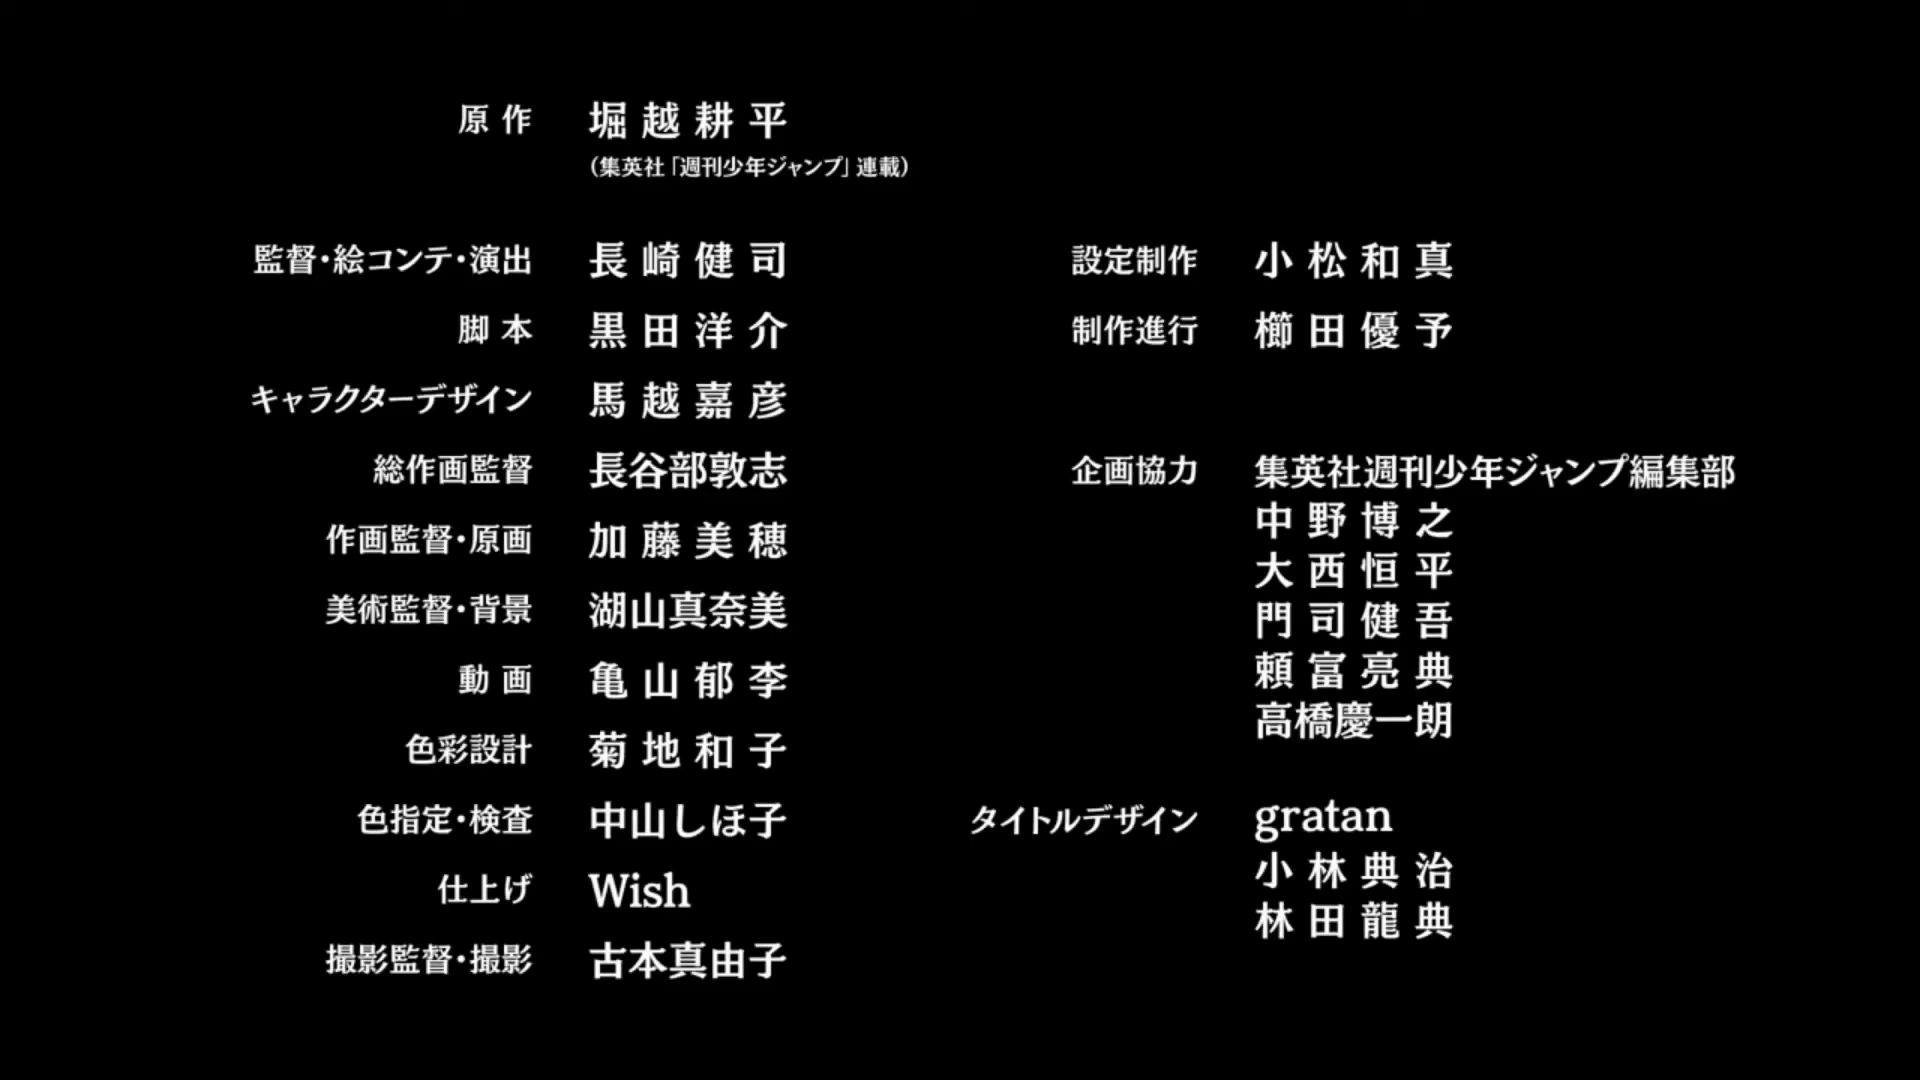 原作 堀越耕平
（集英社「週刊少年ジャンプ」連載）
監督・絵コンテ・演出 長崎健司
脚本 黒田洋介
キャラクターデザイン 馬越嘉彦
総作画監督 長谷部敦志
作画監督・原画 加藤美穂
美術監督・背景 湖山真奈美
動画 亀山郁李
色彩設計 菊地和子
色指定・検査 中山しほ子
仕上げ Wish
撮影監督・撮影 古本真由子
設定制作 小松和真
制作進行 櫛田優予
企画協力 集英社週刊少年ジャンプ編集部
中野博之
大西恒平
門司健吾
頼富亮典
高橋慶一朗
タイトルデザイン gratan
小林典治
林田龍典